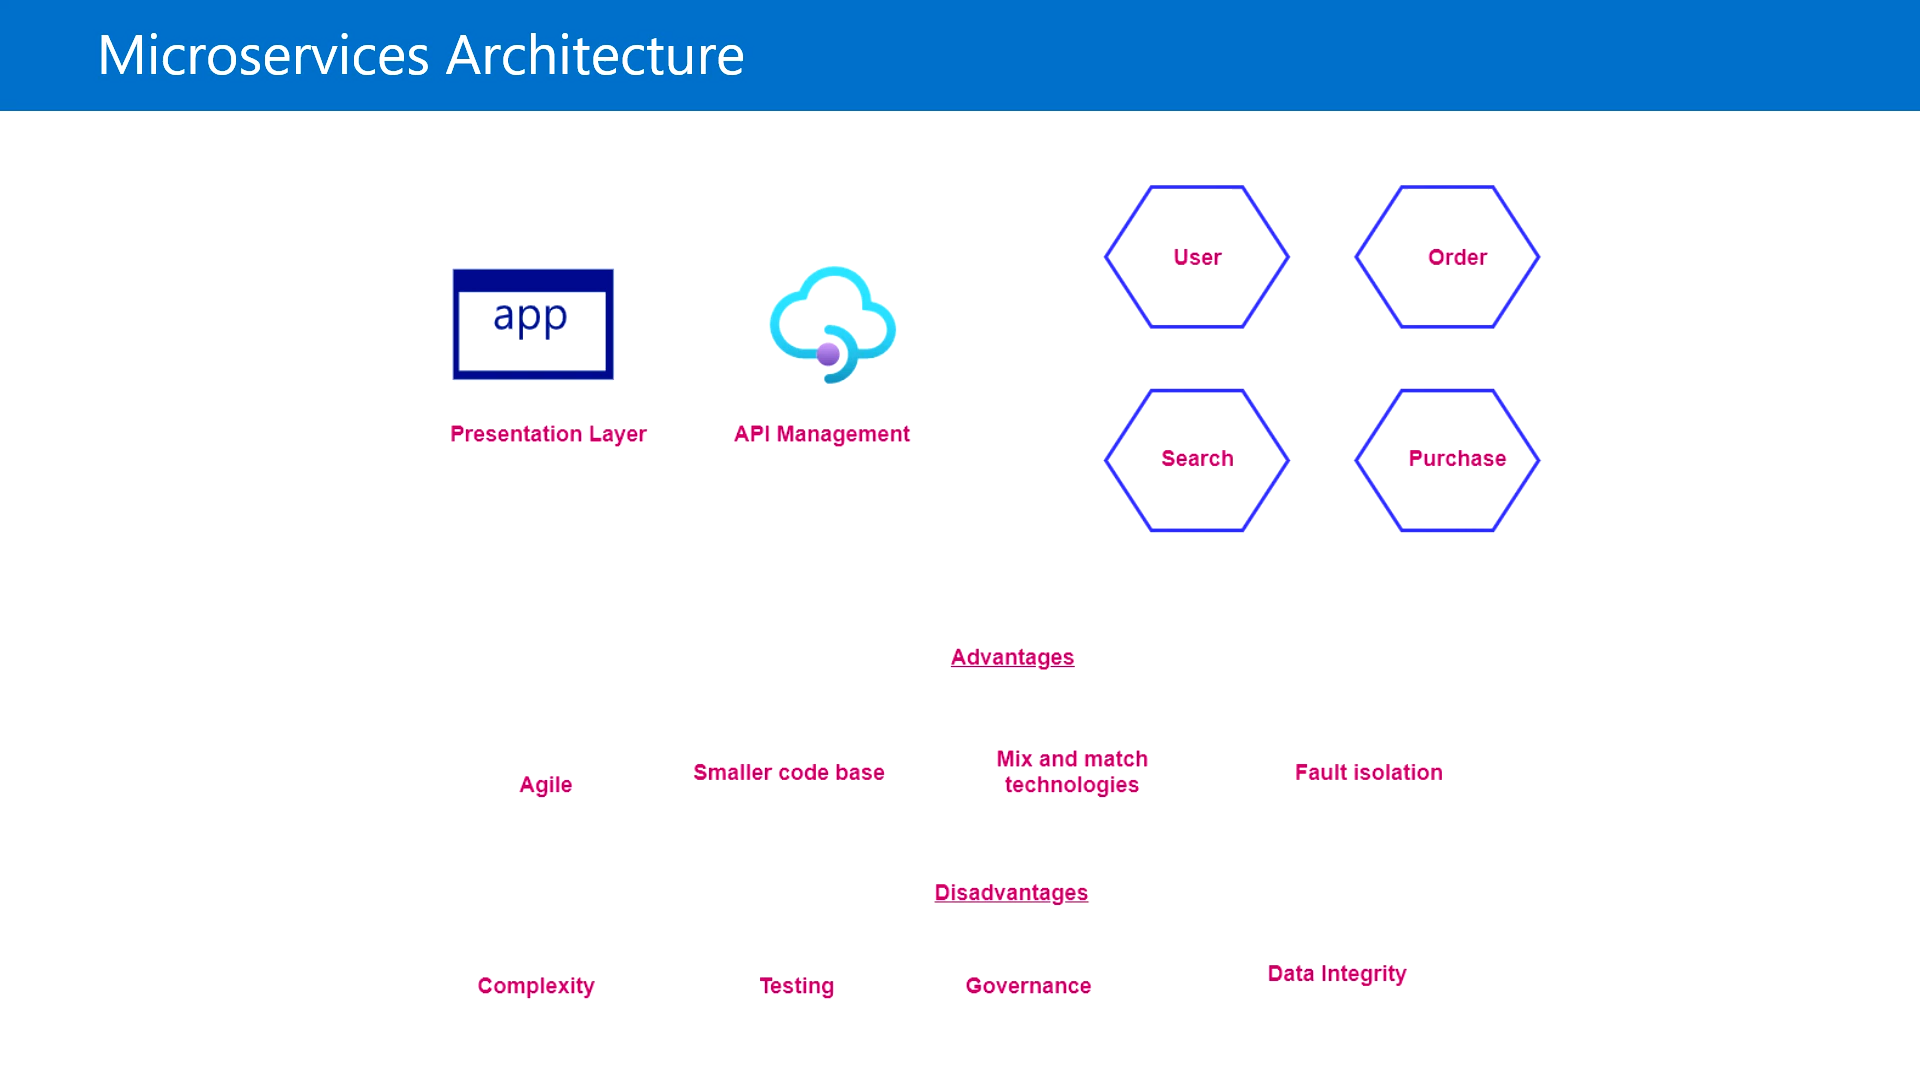 Microservices Architecture
app
Presentation Layer
API Management
User
Order
Search
Purchase
Advantages
Agile
Smaller code base
Mix and match
technologies
Fault isolation
Disadvantages
Complexity
Testing
Governance
Data Integrity